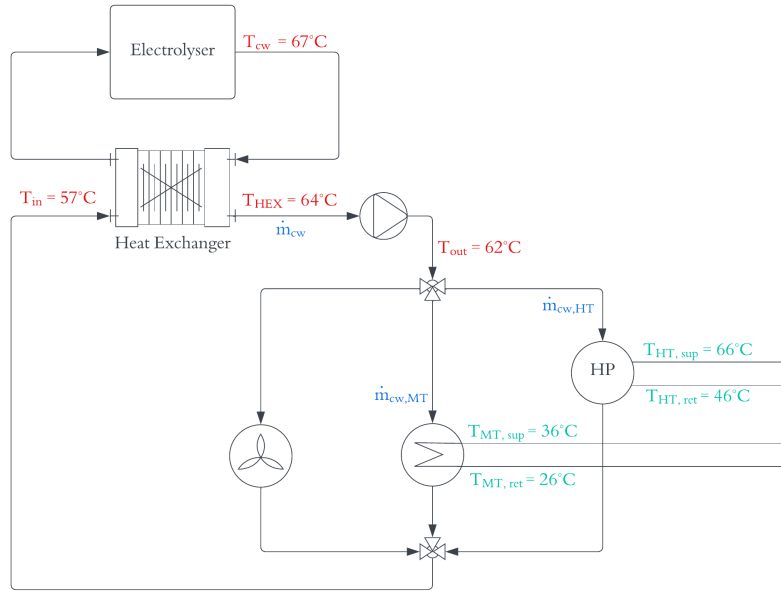 Electrolyser
T_cw = 67°C
T_in = 57°C
T_HEX = 64°C
ṁ_cw
Heat Exchanger
T_out = 62°C
ṁ_cw,HT
T_HT, sup = 66°C
HP
T_HT, ret = 46°C
ṁ_cw,MT
T_MT, sup = 36°C
T_MT, ret = 26°C